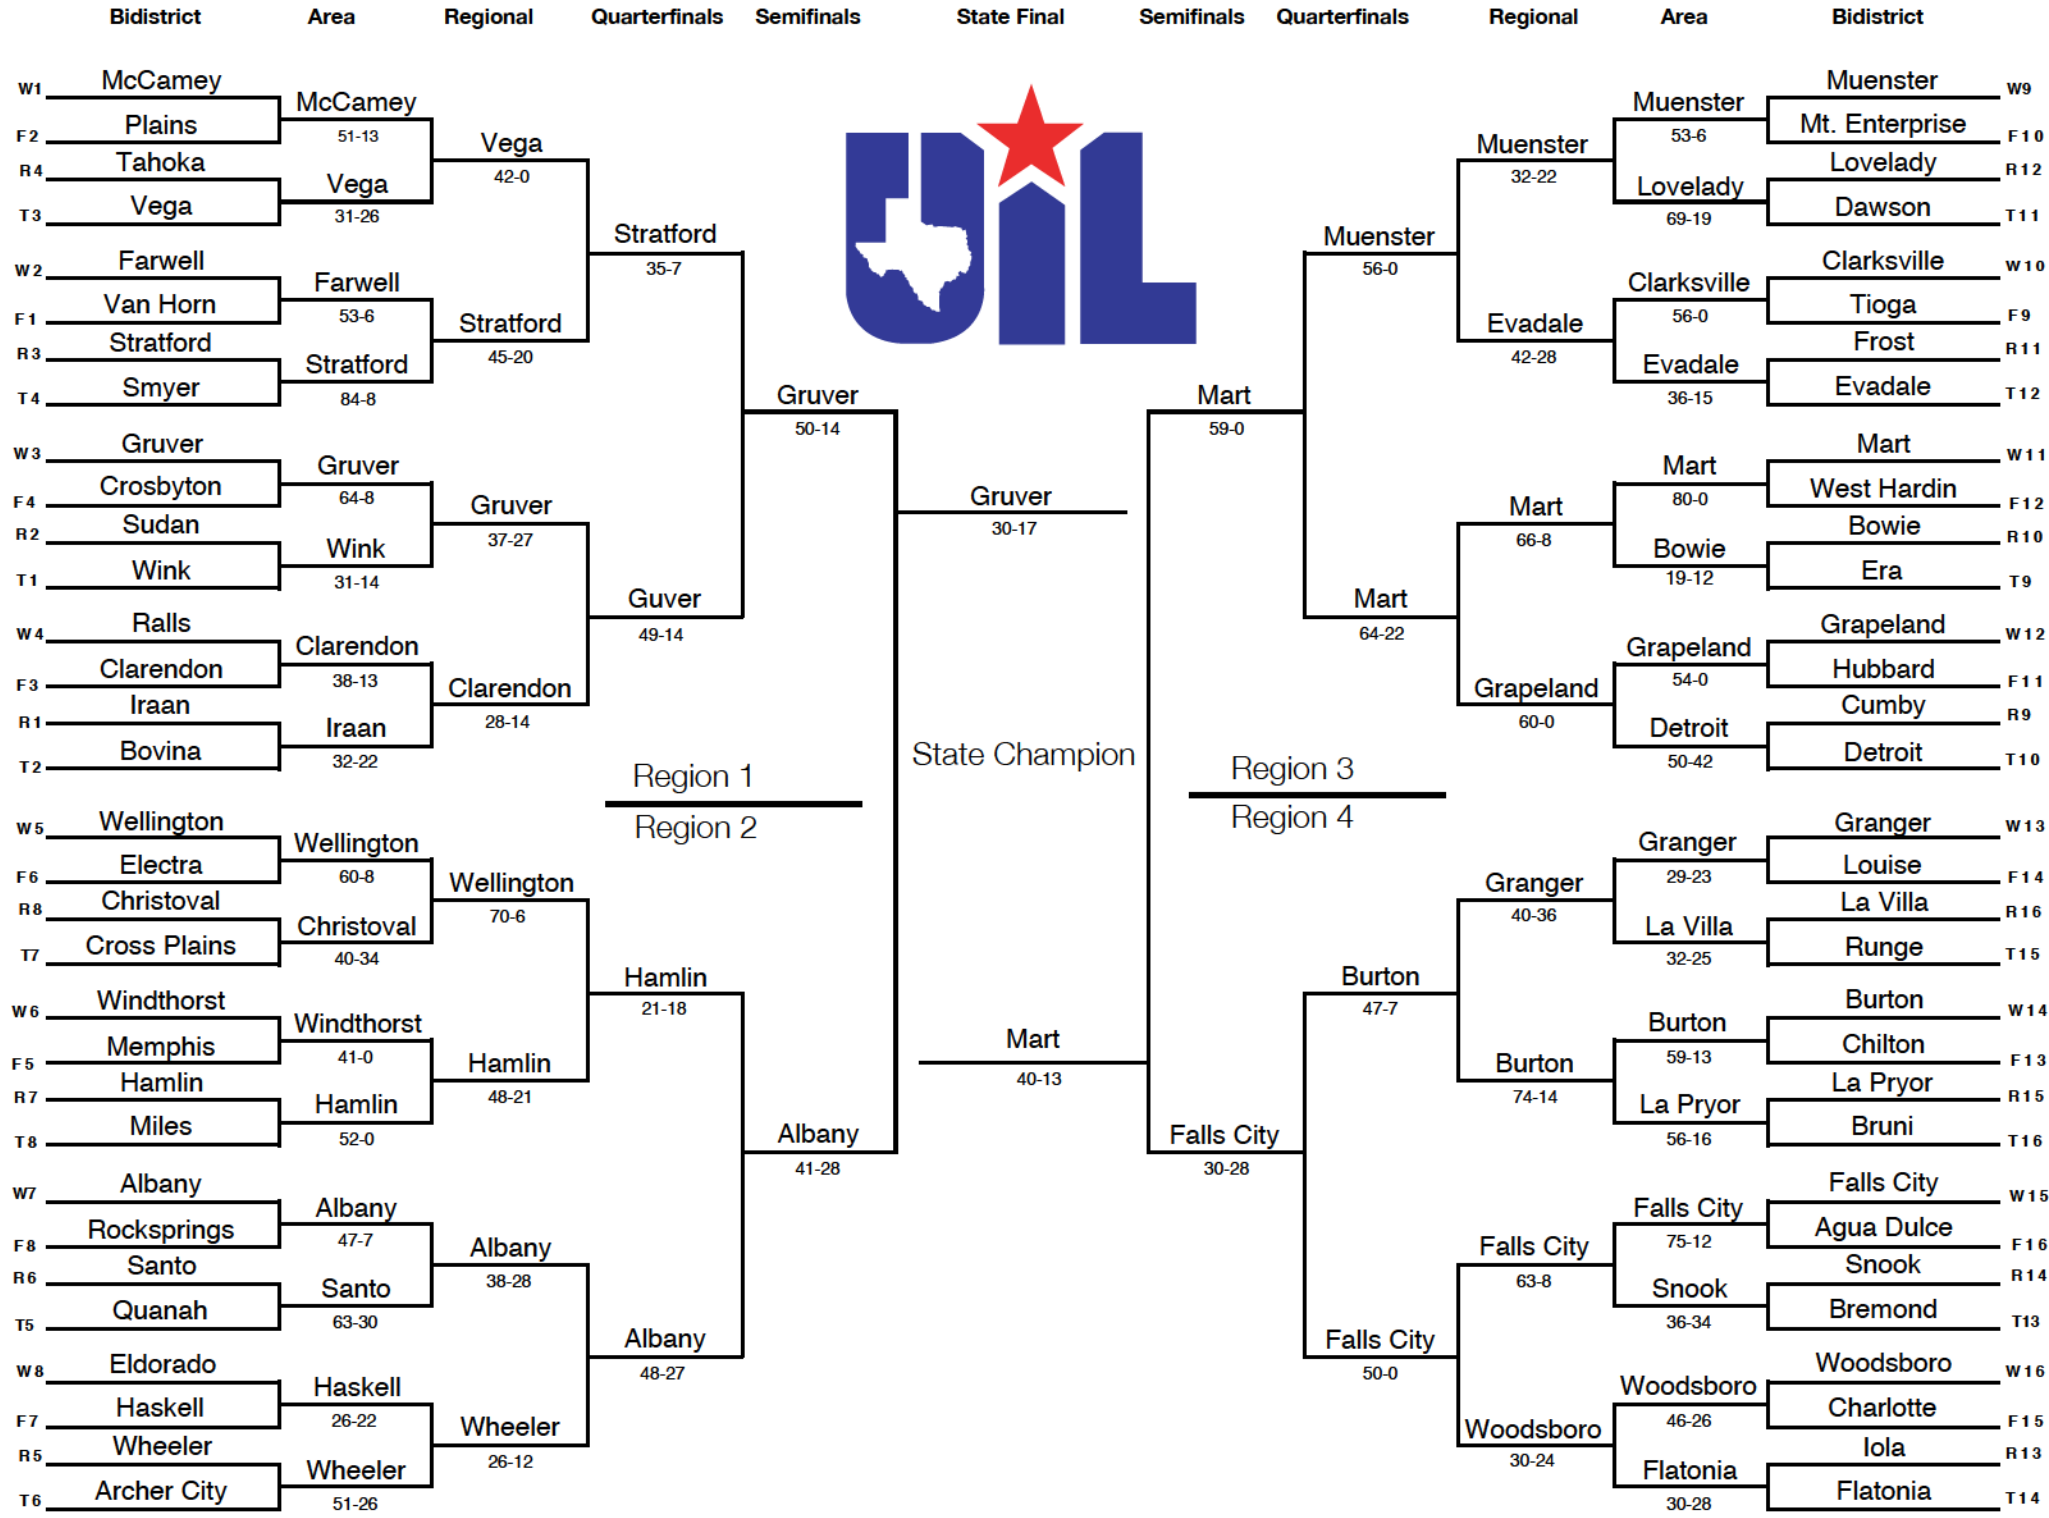 Bidistrict Area Regional Quarterfinals Semifinals State Final Semifinals Quarterfinals Regional Area Bidistrict
W1 McCamey
F2 Plains
R4 Tahoka
T3 Vega
W2 Farwell
F1 Van Horn
R3 Stratford
T4 Smyer
W3 Gruver
F4 Crosbyton
R2 Sudan
T1 Wink
W4 Ralls
F3 Clarendon
R1 Iraan
T2 Bovina
W5 Wellington
F6 Electra
R8 Christoval
T7 Cross Plains
W6 Windthorst
F5 Memphis
R7 Hamlin
T8 Miles
W7 Albany
F8 Rocksprings
R6 Santo
T5 Quanah
W8 Eldorado
F7 Haskell
R5 Wheeler
T6 Archer City
McCamey
51-13
Vega
31-26
Farwell
53-6
Stratford
84-8
Gruver
64-8
Wink
31-14
Clarendon
38-13
Iraan
32-22
Wellington
60-8
Christoval
40-34
Windthorst
41-0
Hamlin
52-0
Albany
47-7
Santo
63-30
Haskell
26-22
Wheeler
51-26
Vega
42-0
Stratford
45-20
Gruver
37-27
Clarendon
28-14
Wellington
70-6
Hamlin
48-21
Albany
38-28
Wheeler
26-12
Stratford
35-7
Guver
49-14
Hamlin
21-18
Albany
48-27
Region 1
Region 2
Gruver
50-14
Albany
41-28
UIL
Gruver
30-17
State Champion
Mart
40-13
Mart
59-0
Falls City
30-28
Region 3
Region 4
Muenster
56-0
Mart
64-22
Burton
47-7
Falls City
50-0
Muenster
32-22
Evadale
42-28
Mart
66-8
Grapeland
60-0
Granger
40-36
Burton
74-14
Falls City
63-8
Woodsboro
30-24
Muenster
53-6
Lovelady
69-19
Clarksville
56-0
Evadale
36-15
Mart
80-0
Bowie
19-12
Grapeland
54-0
Detroit
50-42
Granger
29-23
La Villa
32-25
Burton
59-13
La Pryor
56-16
Falls City
75-12
Snook
36-34
Woodsboro
46-26
Flatonia
30-28
Muenster W9
Mt. Enterprise F10
Lovelady R12
Dawson T11
Clarksville W10
Tioga F9
Frost R11
Evadale T12
Mart W11
West Hardin F12
Bowie R10
Era T9
Grapeland W12
Hubbard F11
Cumby R9
Detroit T10
Granger W13
Louise F14
La Villa R16
Runge T15
Burton W14
Chilton F13
La Pryor R15
Bruni T16
Falls City W15
Agua Dulce F16
Snook R14
Bremond T13
Woodsboro W16
Charlotte F15
Iola R13
Flatonia T14